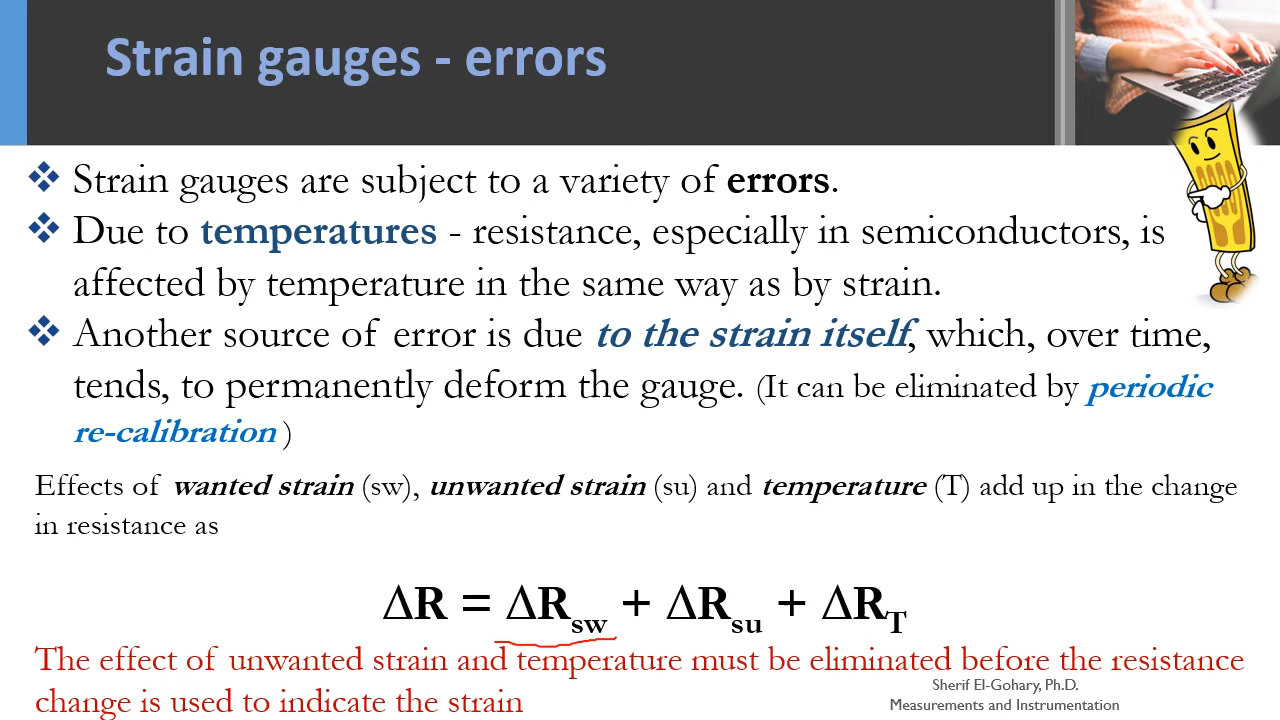 Strain gauges - errors
❖ Strain gauges are subject to a variety of errors.
❖ Due to temperatures - resistance, especially in semiconductors, is
affected by temperature in the same way as by strain.
❖ Another source of error is due to the strain itself, which, over time,
tends, to permanently deform the gauge. (It can be eliminated by periodic
re-calibration )
Effects of wanted strain (sw), unwanted strain (su) and temperature (T) add up in the change
in resistance as
ΔR = ΔRsw + ΔRsu + ΔRT
The effect of unwanted strain and temperature must be eliminated before the resistance
change is used to indicate the strain
Sherif El-Gohary, Ph.D.
Measurements and Instrumentation